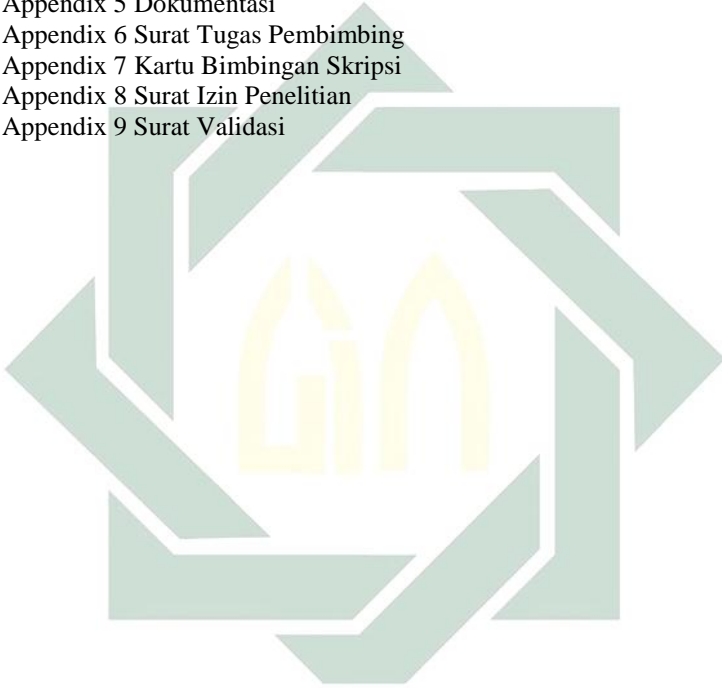 Appendix 5 Dokumentasi
Appendix 6 Surat Tugas Pembimbing
Appendix 7 Kartu Bimbingan Skripsi
Appendix 8 Surat Izin Penelitian
Appendix 9 Surat Validasi